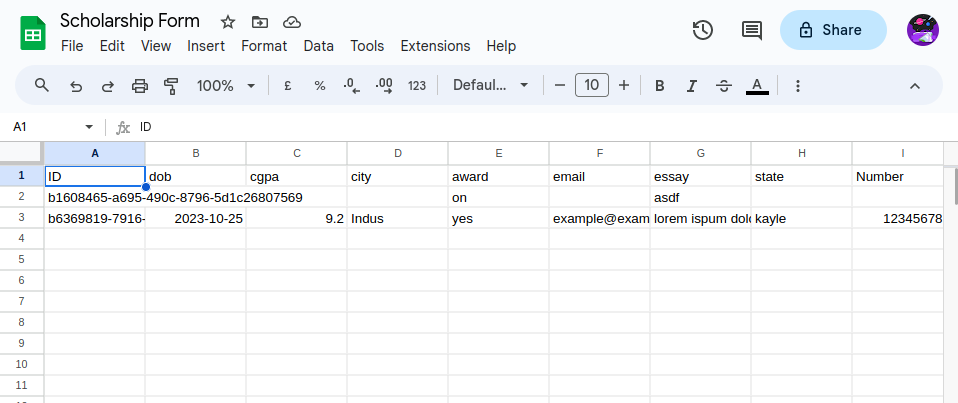 Scholarship Form
File Edit View Insert Format Data Tools Extensions Help
Share
100% £ % .0 .00 123 Defaul... 10 B I S A
A1 fx ID
A B C D E F G H I
1 ID dob cgpa city award email essay state Number
2 b1608465-a695-490c-8796-5d1c26807569 on asdf
3 b6369819-7916- 2023-10-25 9.2 Indus yes example@exam lorem ispum dolo kayle 12345678
4
5
6
7
8
9
10
11